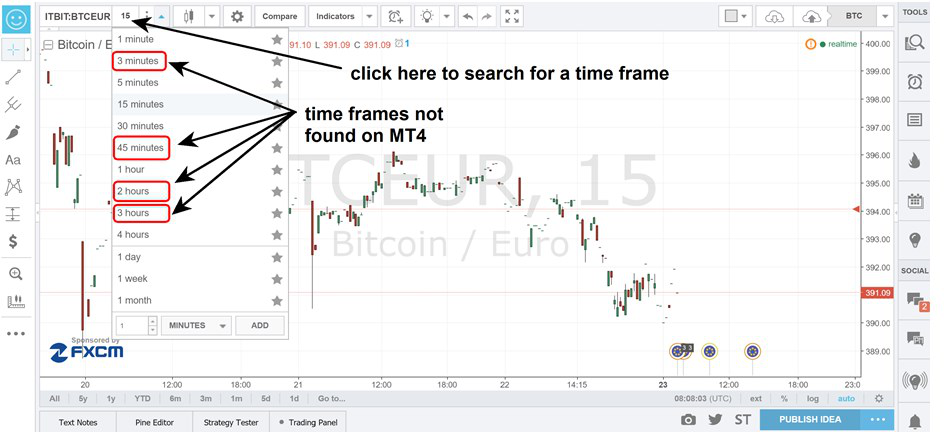 ITBIT:BTCEUR 15 Compare Indicators BTC TOOLS
Bitcoin / E 91.10 L 391.09 C 391.09 1 realtime
1 minute
3 minutes
5 minutes
15 minutes
30 minutes
45 minutes
1 hour
2 hours
3 hours
4 hours
1 day
1 week
1 month
1 MINUTES ADD
click here to search for a time frame
time frames not
found on MT4
TCEUR, 15
Bitcoin / Euro
400.00
399.00
398.00
397.00
396.00
395.00
394.00
393.00
392.00
391.09
390.00
389.00
Aa
$
Sponsored by
FXCM
3
20 12:00 18:00 21 12:00 18:00 22 14:15 23 12:00 18:00 23:0
All 5y 1y YTD 6m 3m 1m 5d 1d Go to... 08:08:03 (UTC) ext % log auto
Text Notes Pine Editor Strategy Tester Trading Panel ST PUBLISH IDEA
SOCIAL
2